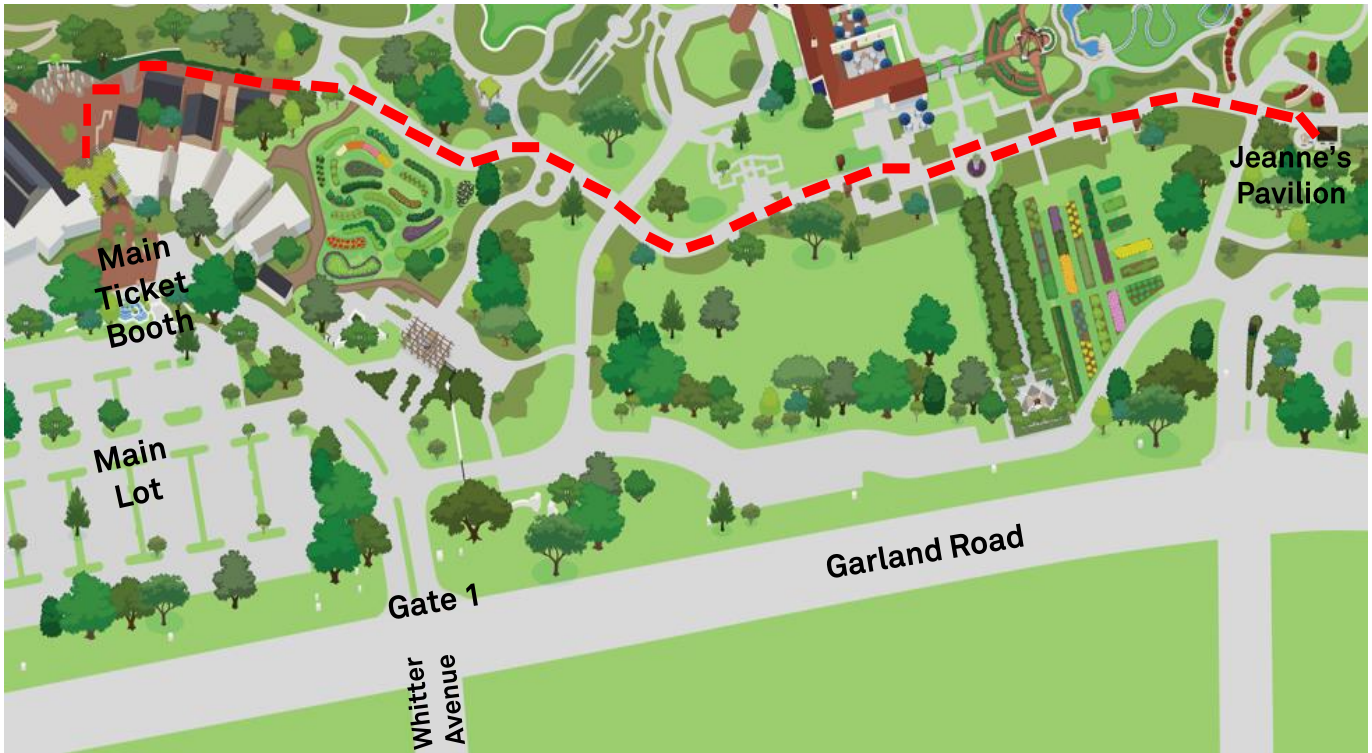 Jeanne's
Pavilion
Main
Ticket
Booth
Main
Lot
Garland Road
Gate 1
Whitter
Avenue